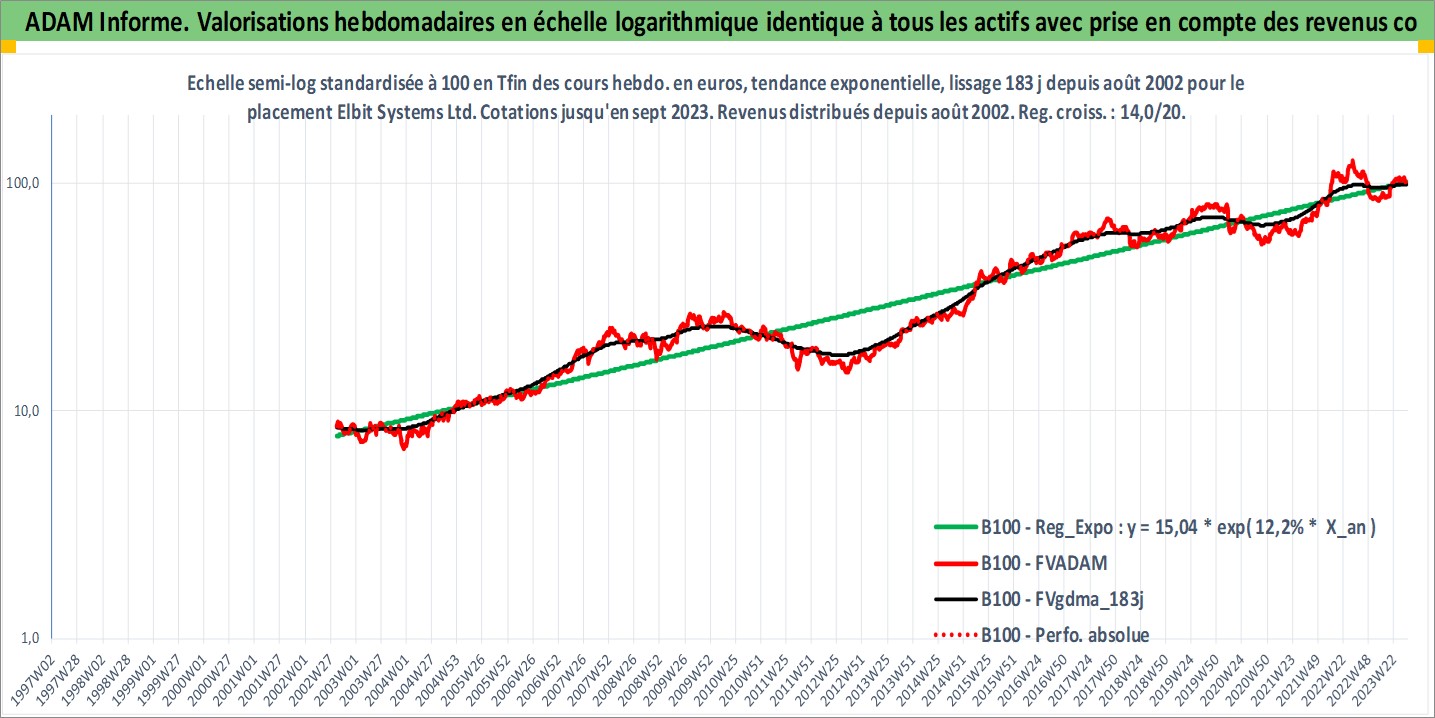 ADAM Informe. Valorisations hebdomadaires en échelle logarithmique identique à tous les actifs avec prise en compte des revenus co
Echelle semi-log standardisée à 100 en Tfin des cours hebdo. en euros, tendance exponentielle, lissage 183 j depuis août 2002 pour le
placement Elbit Systems Ltd. Cotations jusqu'en sept 2023. Revenus distribués depuis août 2002. Reg. croiss. : 14,0/20.
100,0
10,0
1,0
B100 - Reg_Expo : y = 15,04 * exp( 12,2% * X_an )
B100 - FVADAM
B100 - FVgdma_183j
B100 - Perfo. absolue
1997W02
1997W28
1998W02
1998W28
1999W01
1999W27
2000W01
2000W27
2001W01
2001W27
2002W01
2002W27
2003W01
2003W27
2004W01
2004W27
2004W53
2005W26
2005W52
2006W26
2006W52
2007W26
2007W52
2008W26
2008W52
2009W26
2009W52
2010W25
2010W51
2011W25
2011W51
2012W25
2012W51
2013W25
2013W51
2014W25
2014W51
2015W25
2015W51
2016W24
2016W50
2017W24
2017W50
2018W24
2018W50
2019W24
2019W50
2020W24
2020W50
2021W23
2021W49
2022W22
2022W48
2023W22